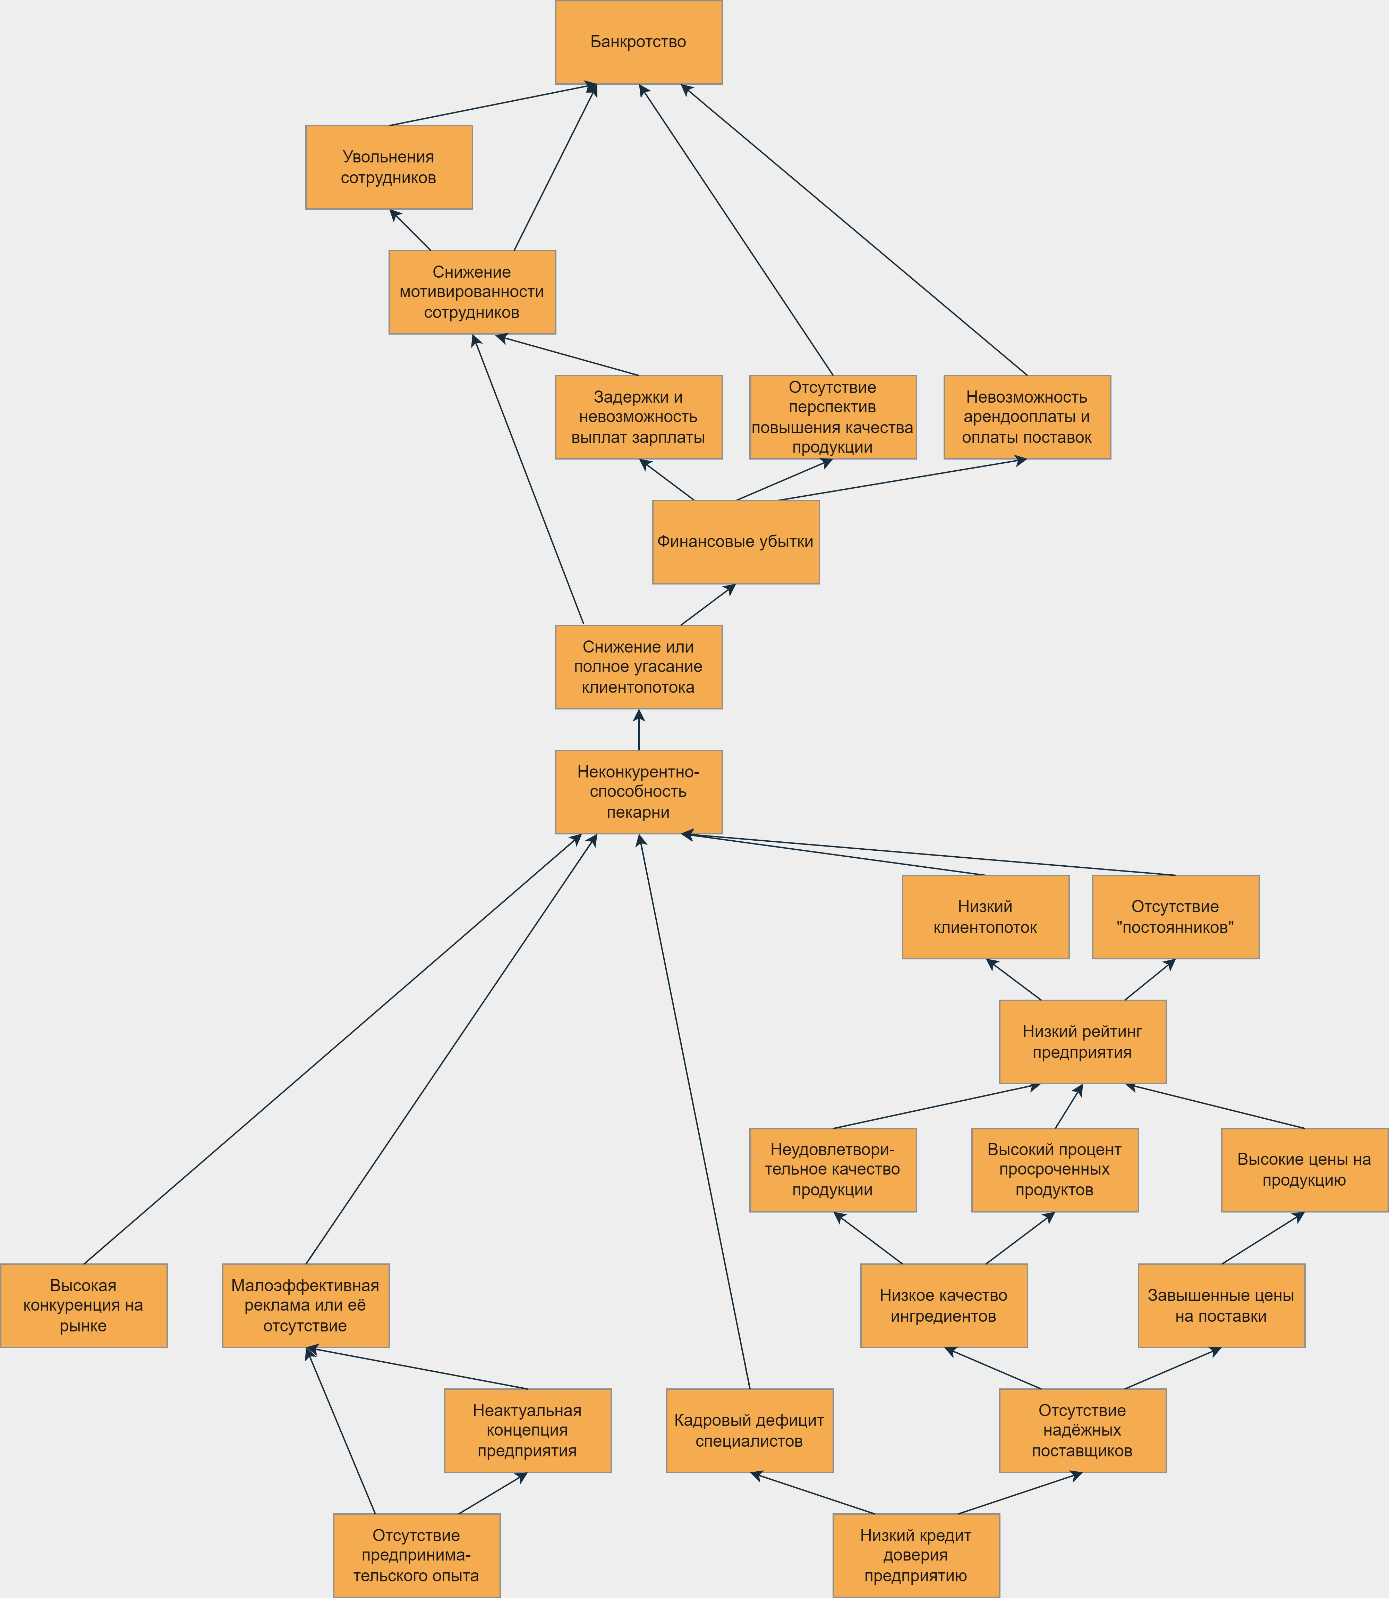 Банкротство
Увольнения
сотрудников
Снижение
мотивированности
сотрудников
Задержки и
невозможность
выплат зарплаты
Отсутствие
перспектив
повышения качества
продукции
Невозможность
арендооплаты и
оплаты поставок
Финансовые убытки
Снижение или
полное угасание
клиентопотока
Неконкурентно-
способность
пекарни
Низкий
клиентопоток
Отсутствие
"постоянников"
Низкий рейтинг
предприятия
Неудовлетвори-
тельное качество
продукции
Высокий процент
просроченных
продуктов
Высокие цены на
продукцию
Высокая
конкуренция на
рынке
Малоэффективная
реклама или её
отсутствие
Низкое качество
ингредиентов
Завышенные цены
на поставки
Неактуальная
концепция
предприятия
Кадровый дефицит
специалистов
Отсутствие
надёжных
поставщиков
Отсутствие
предпринима-
тельского опыта
Низкий кредит
доверия
предприятию